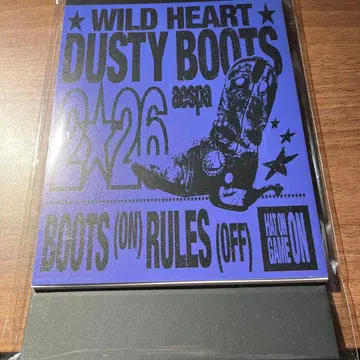 ★ WILD HEART ★
DUSTY BOOTS
2★26
aespa
BOOTS (ON) RULES (OFF)
HAT ON
GAME ON